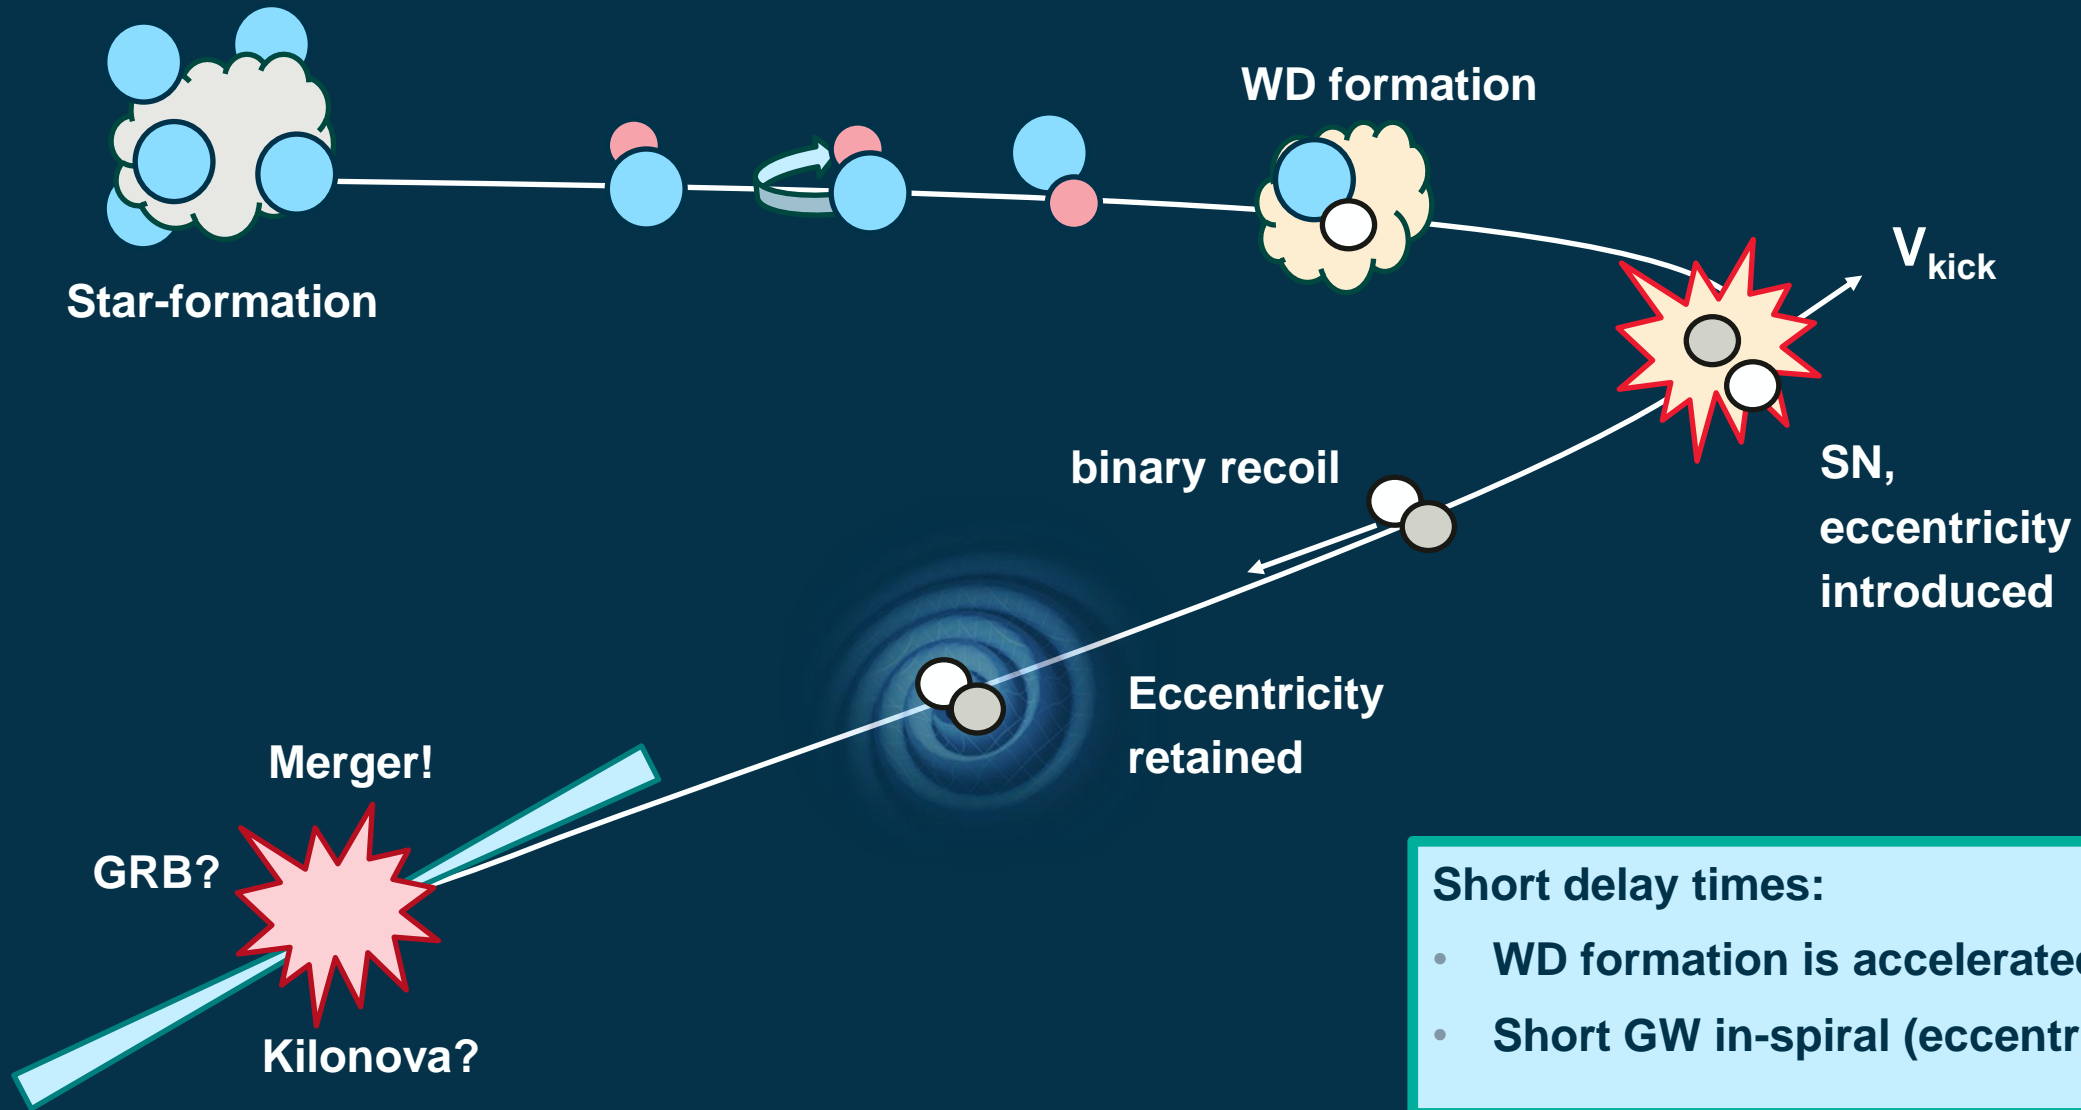 WD formation
V_kick
Star-formation
SN,
eccentricity
introduced
binary recoil
Eccentricity
retained
Merger!
GRB?
Kilonova?
Short delay times:
• WD formation is accelerated
• Short GW in-spiral (eccentr